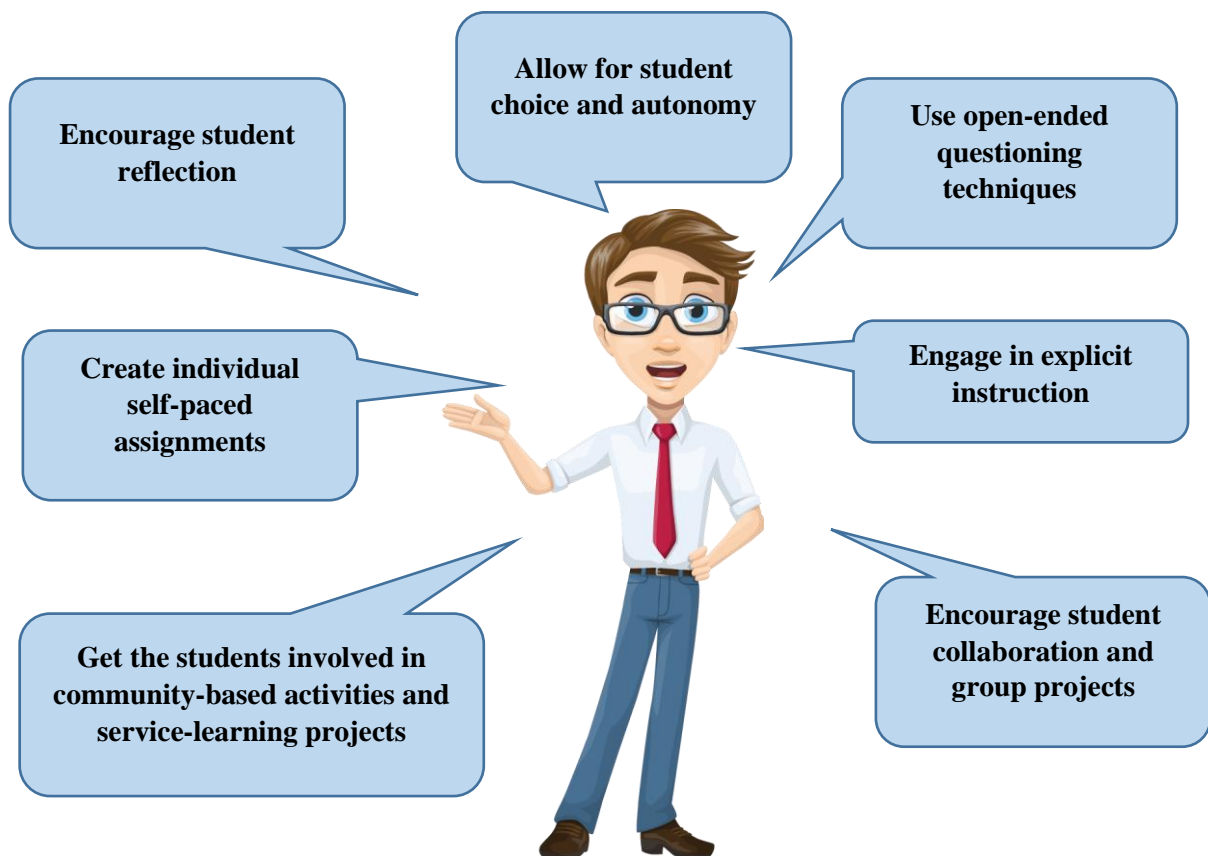 Allow for student
choice and autonomy
Encourage student
reflection
Use open-ended
questioning
techniques
Create individual
self-paced
assignments
Engage in explicit
instruction
Get the students involved in
community-based activities and
service-learning projects
Encourage student
collaboration and
group projects